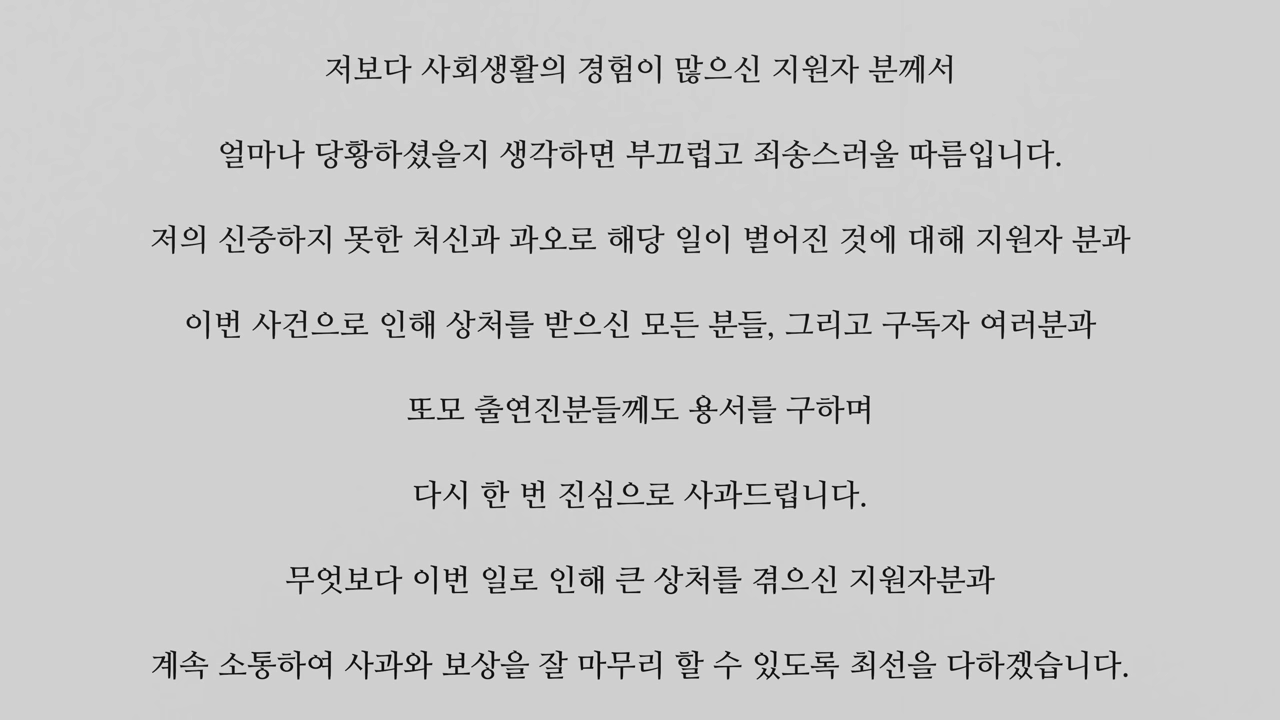 저보다 사회생활의 경험이 많으신 지원자 분께서
얼마나 당황하셨을지 생각하면 부끄럽고 죄송스러울 따름입니다.
저의 신중하지 못한 처신과 과오로 해당 일이 벌어진 것에 대해 지원자 분과
이번 사건으로 인해 상처를 받으신 모든 분들, 그리고 구독자 여러분과
또모 출연진분들께도 용서를 구하며
다시 한 번 진심으로 사과드립니다.
무엇보다 이번 일로 인해 큰 상처를 겪으신 지원자분과
계속 소통하여 사과와 보상을 잘 마무리 할 수 있도록 최선을 다하겠습니다.